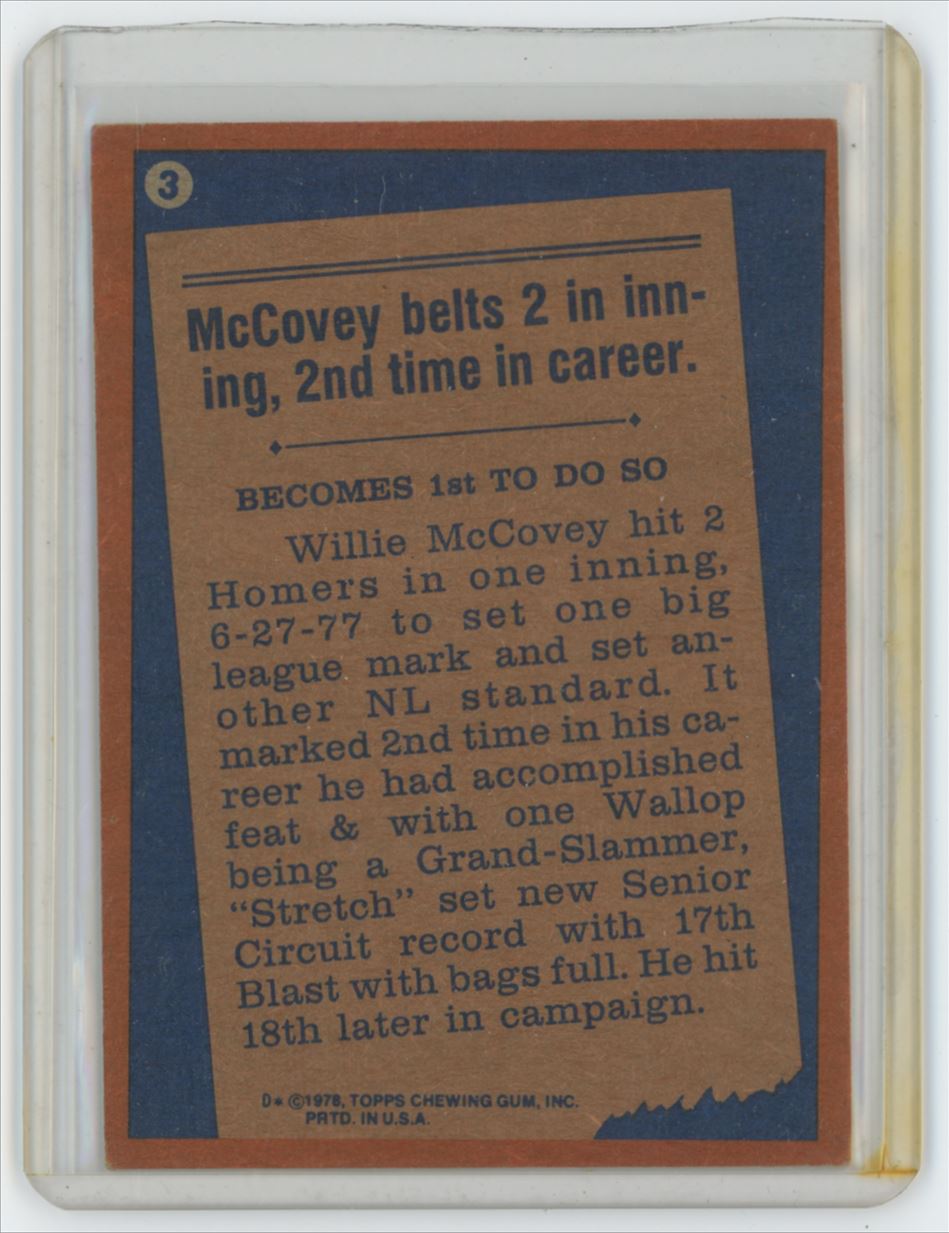 3
McCovey belts 2 in inn-
ing, 2nd time in career.
BECOMES 1st TO DO SO
Willie McCovey hit 2
Homers in one inning,
6-27-77 to set one big
league mark and set an-
other NL standard. It
marked 2nd time in his ca-
reer he had accomplished
feat & with one Wallop
being a Grand-Slammer,
“Stretch” set new Senior
Circuit record with 17th
Blast with bags full. He hit
18th later in campaign.
D* ©1978, TOPPS CHEWING GUM, INC.
PRTD. IN U.S.A.